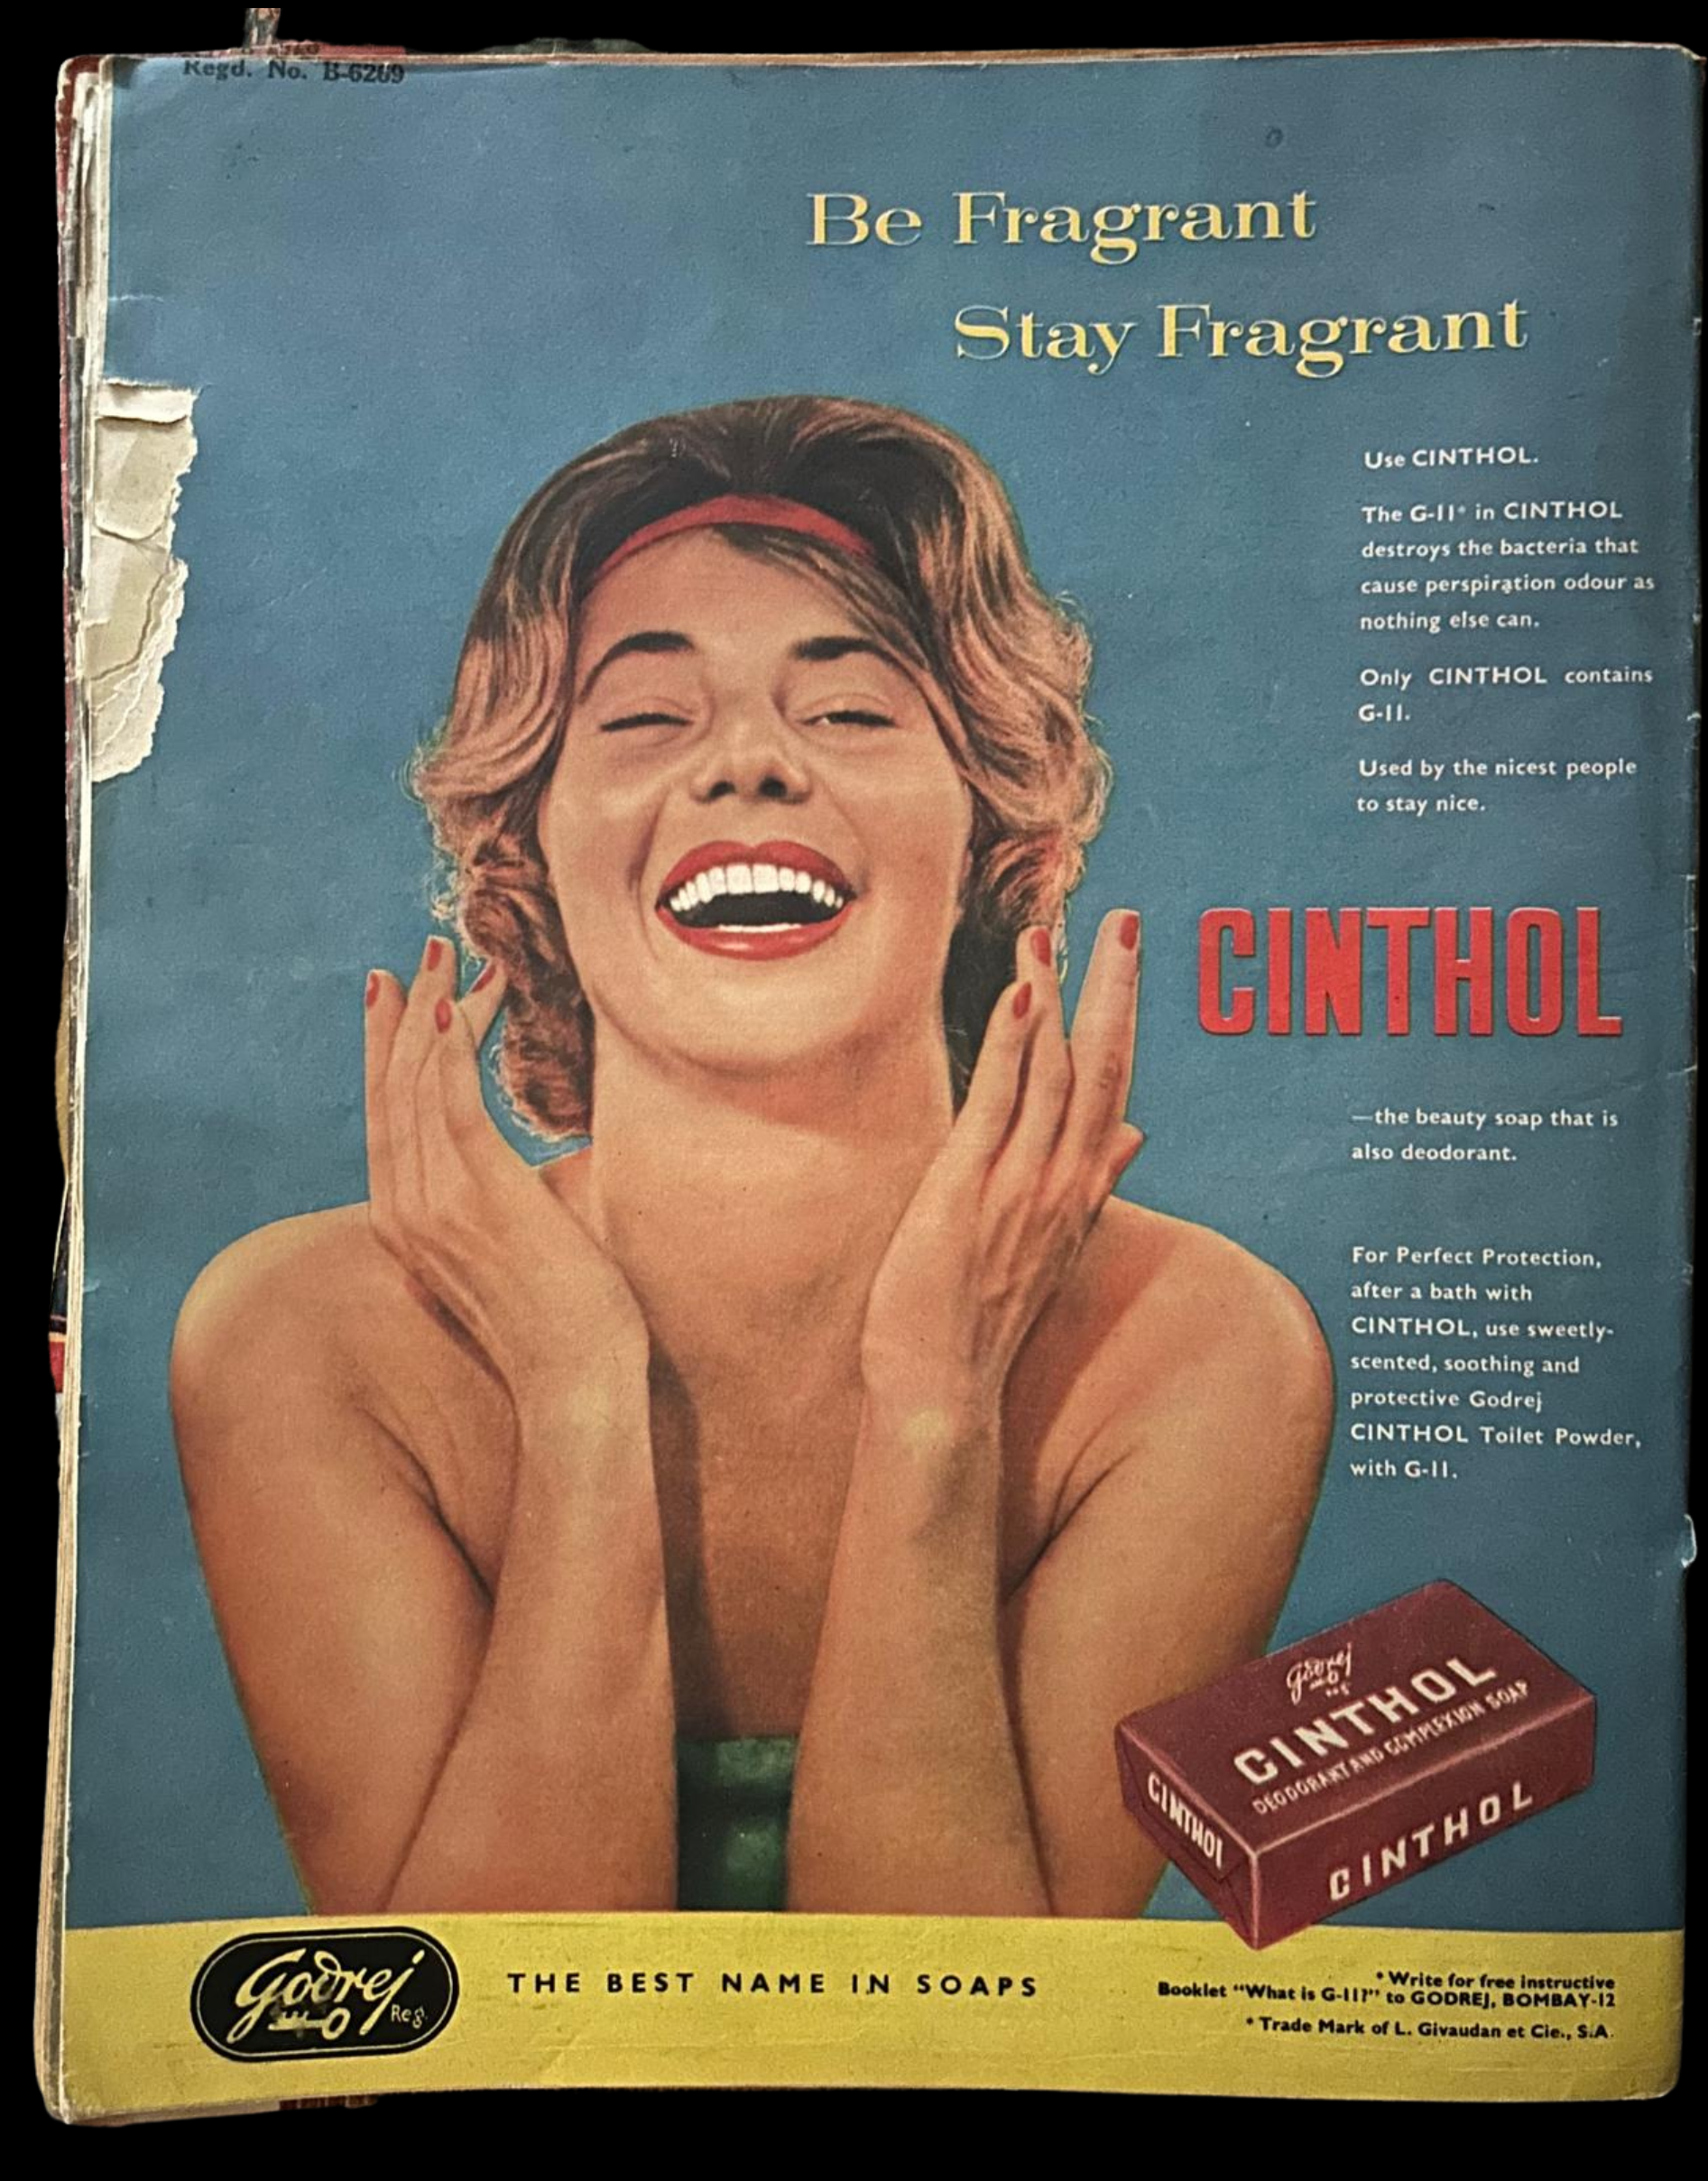 Regd. No. B-6269
Be Fragrant
Stay Fragrant
Use CINTHOL.
The G-11* in CINTHOL
destroys the bacteria that
cause perspiration odour as
nothing else can.
Only CINTHOL contains
G-11.
Used by the nicest people
to stay nice.
CINTHOL
—the beauty soap that is
also deodorant.
For Perfect Protection,
after a bath with
CINTHOL, use sweetly-
scented, soothing and
protective Godrej
CINTHOL Toilet Powder,
with G-11.
Godrej
CINTHOL
DEODORANT AND COMPLEXION SOAP
CINTHOL
CINTHOL
Godrej
Reg.
THE BEST NAME IN SOAPS
* Write for free instructive
Booklet “What is G-11?” to GODREJ, BOMBAY-12
* Trade Mark of L. Givaudan et Cie., S.A.